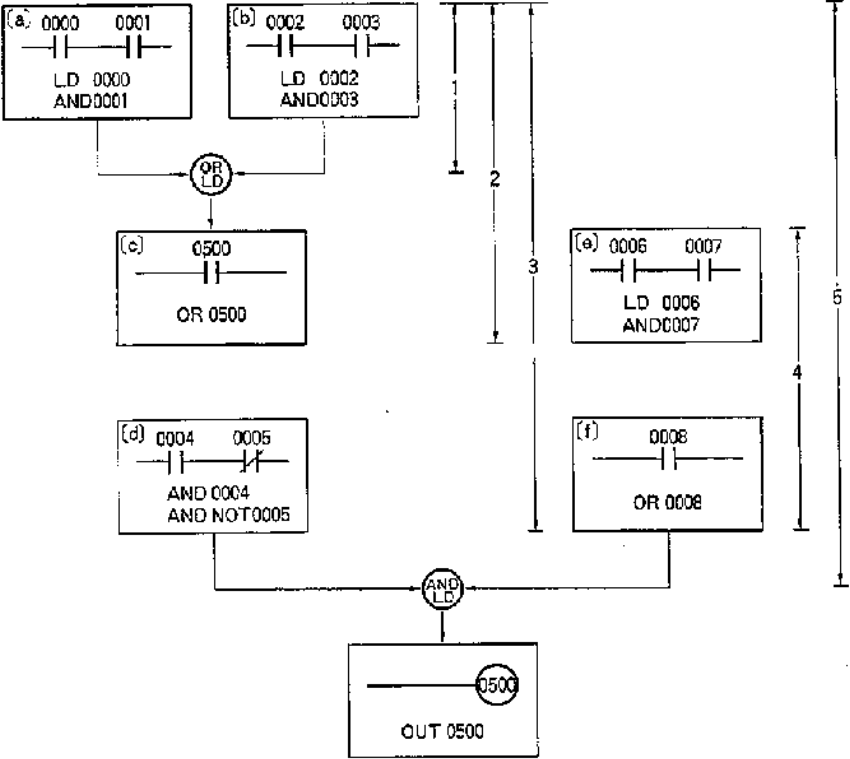 (a) 0000 0001
LD 0000
AND0001
(b) 0002 0003
LD 0002
AND0003
OR
LD
(c) 0500
OR 0500
(d) 0004 0005
AND 0004
AND NOT0005
(e) 0006 0007
LD 0006
AND0007
(f) 0008
OR 0008
AND
LD
0500
OUT 0500
1
2
3
4
5